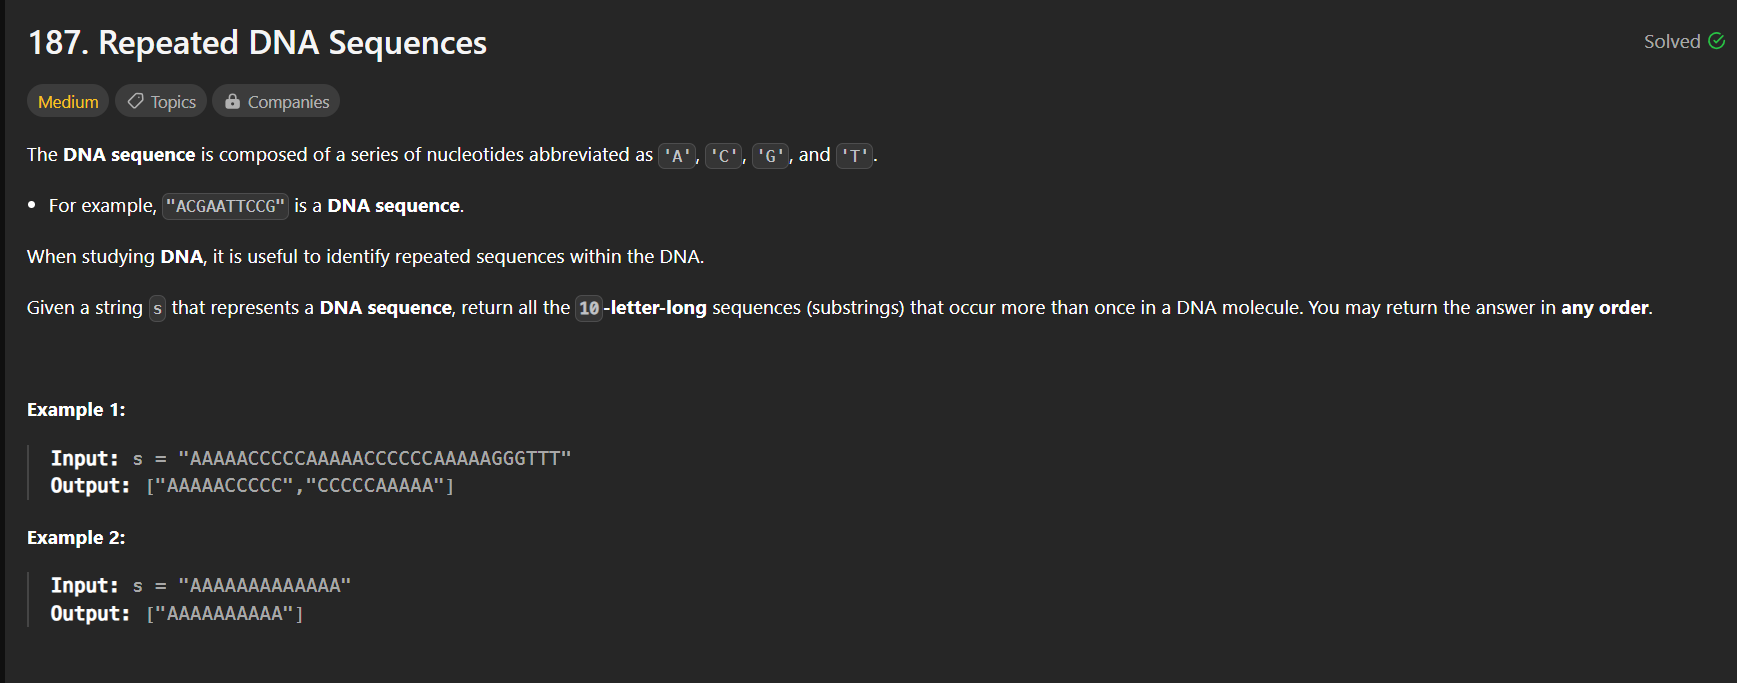 187. Repeated DNA Sequences
Solved
Medium
Topics
Companies
The DNA sequence is composed of a series of nucleotides abbreviated as 'A', 'C', 'G', and 'T'.
• For example, "ACGAATTCCG" is a DNA sequence.
When studying DNA, it is useful to identify repeated sequences within the DNA.
Given a string s that represents a DNA sequence, return all the 10-letter-long sequences (substrings) that occur more than once in a DNA molecule. You may return the answer in any order.
Example 1:
Input: s = "AAAAACCCCCAAAAACCCCCCAAAAAGGGTTT"
Output: ["AAAAACCCCC","CCCCCAAAAA"]
Example 2:
Input: s = "AAAAAAAAAAAAA"
Output: ["AAAAAAAAAA"]